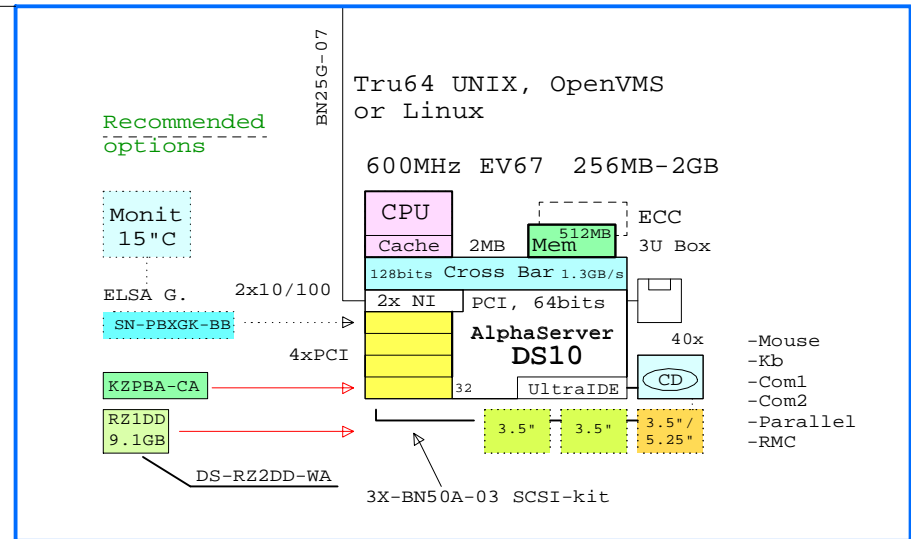 BN25G-07
Tru64 UNIX, OpenVMS
or Linux
Recommended
options
600MHz EV67 256MB-2GB
Monit
15"C
CPU
Cache
2MB
512MB
Mem
ECC
3U Box
128bits Cross Bar 1.3GB/s
ELSA G.
2x10/100
2x NI
PCI, 64bits
SN-PBXGK-BB
AlphaServer
DS10
4xPCI
40x
KZPBA-CA
32
UltraIDE
CD
-Mouse
-Kb
-Com1
-Com2
-Parallel
-RMC
RZ1DD
9.1GB
3.5"
3.5"
3.5"/
5.25"
DS-RZ2DD-WA
3X-BN50A-03 SCSI-kit